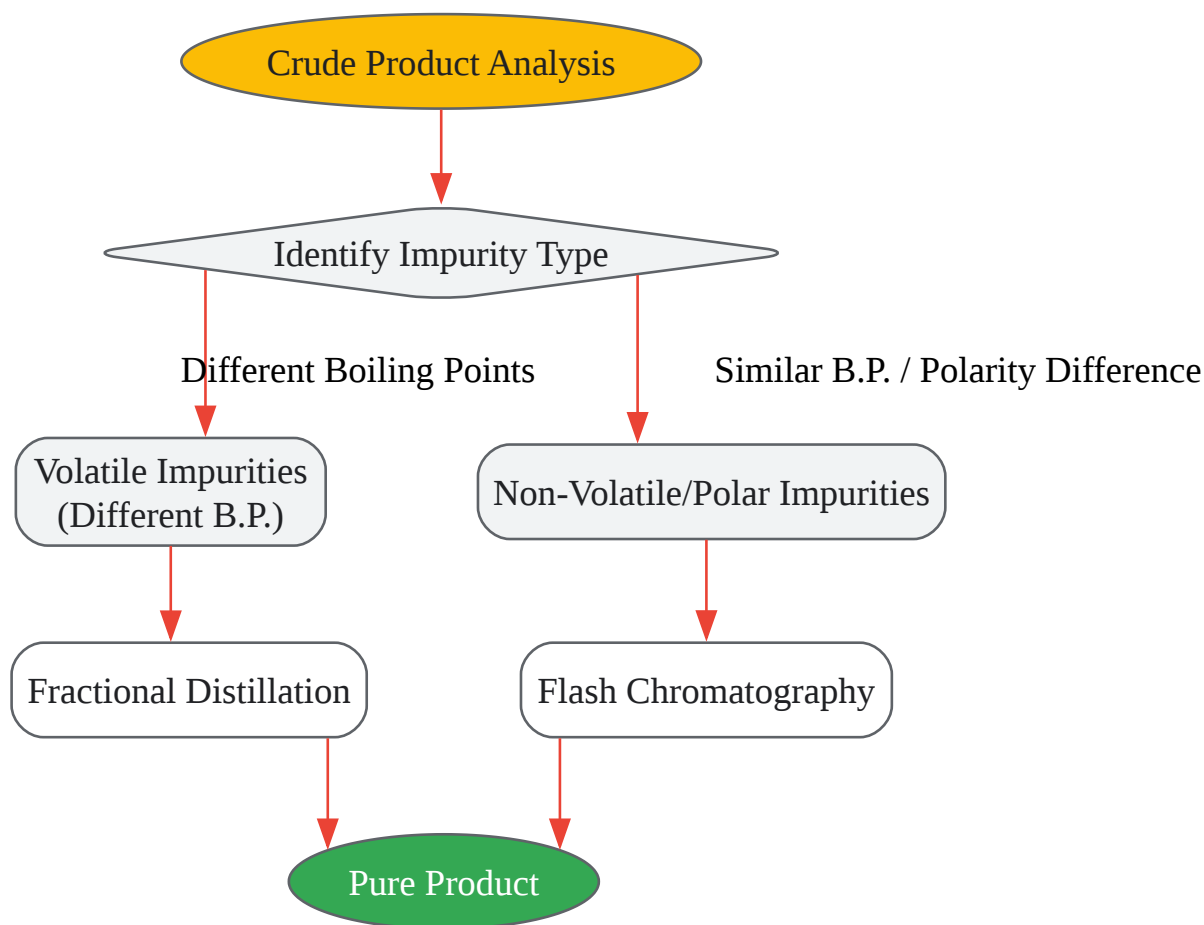 Crude Product Analysis
Identify Impurity Type
Different Boiling Points
Similar B.P. / Polarity Difference
Volatile Impurities
(Different B.P.)
Non-Volatile/Polar Impurities
Fractional Distillation
Flash Chromatography
Pure Product